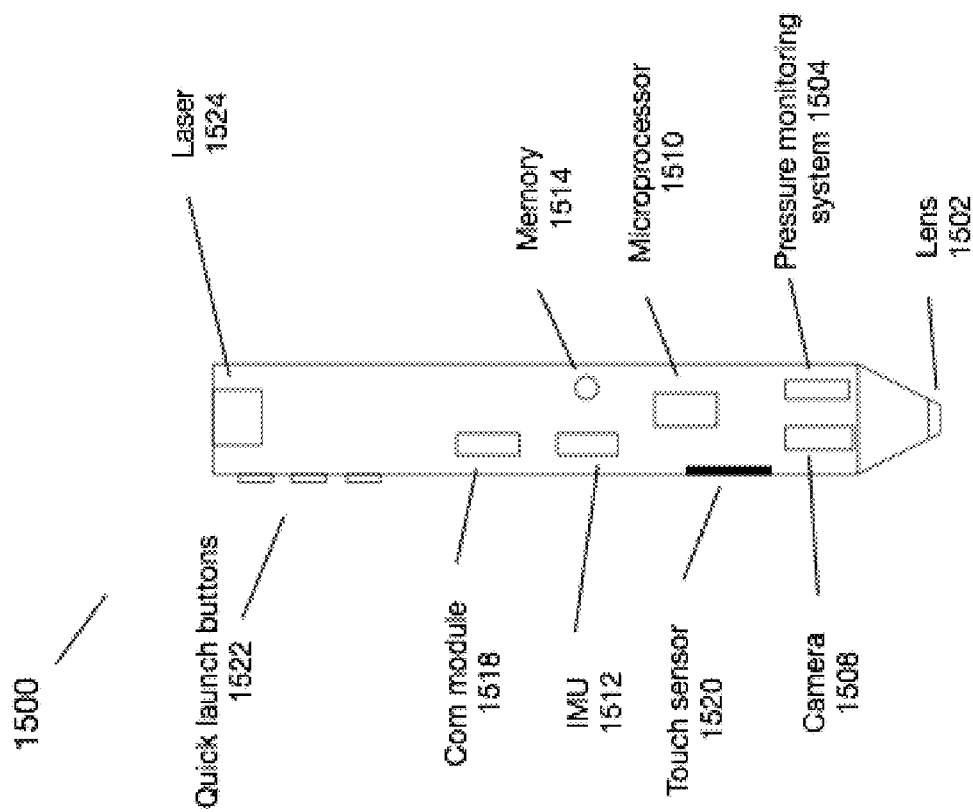 1500
Laser
1524
Quick launch buttons
1522
Memory
1514
Com module
1518
Microprocessor
1510
IMU
1512
Pressure monitoring
system 1504
Touch sensor
1520
Camera
1508
Lens
1502